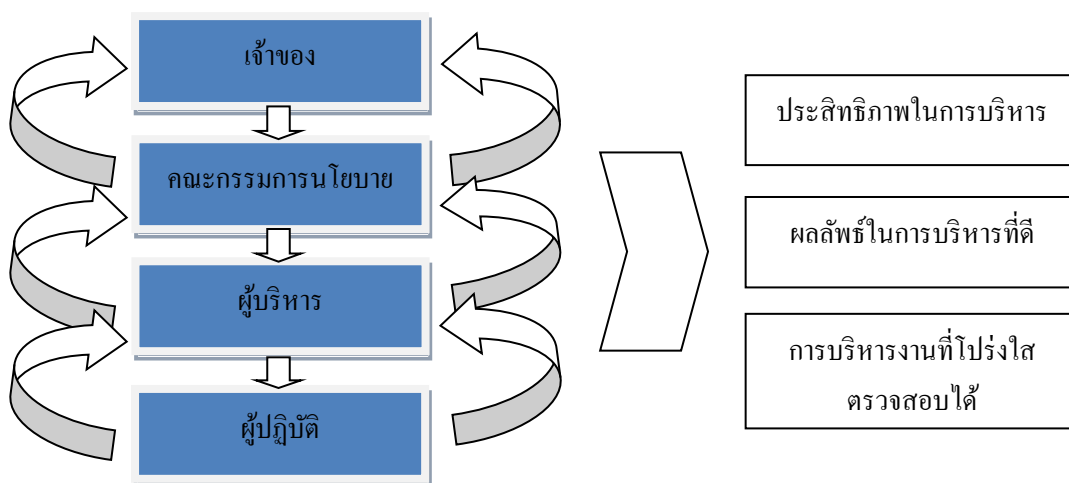 เจ้าของ
คณะกรรมการนโยบาย
ผู้บริหาร
ผู้ปฏิบัติ
ประสิทธิภาพในการบริหาร
ผลลัพธ์ในการบริหารที่ดี
การบริหารงานที่โปร่งใส
ตรวจสอบได้